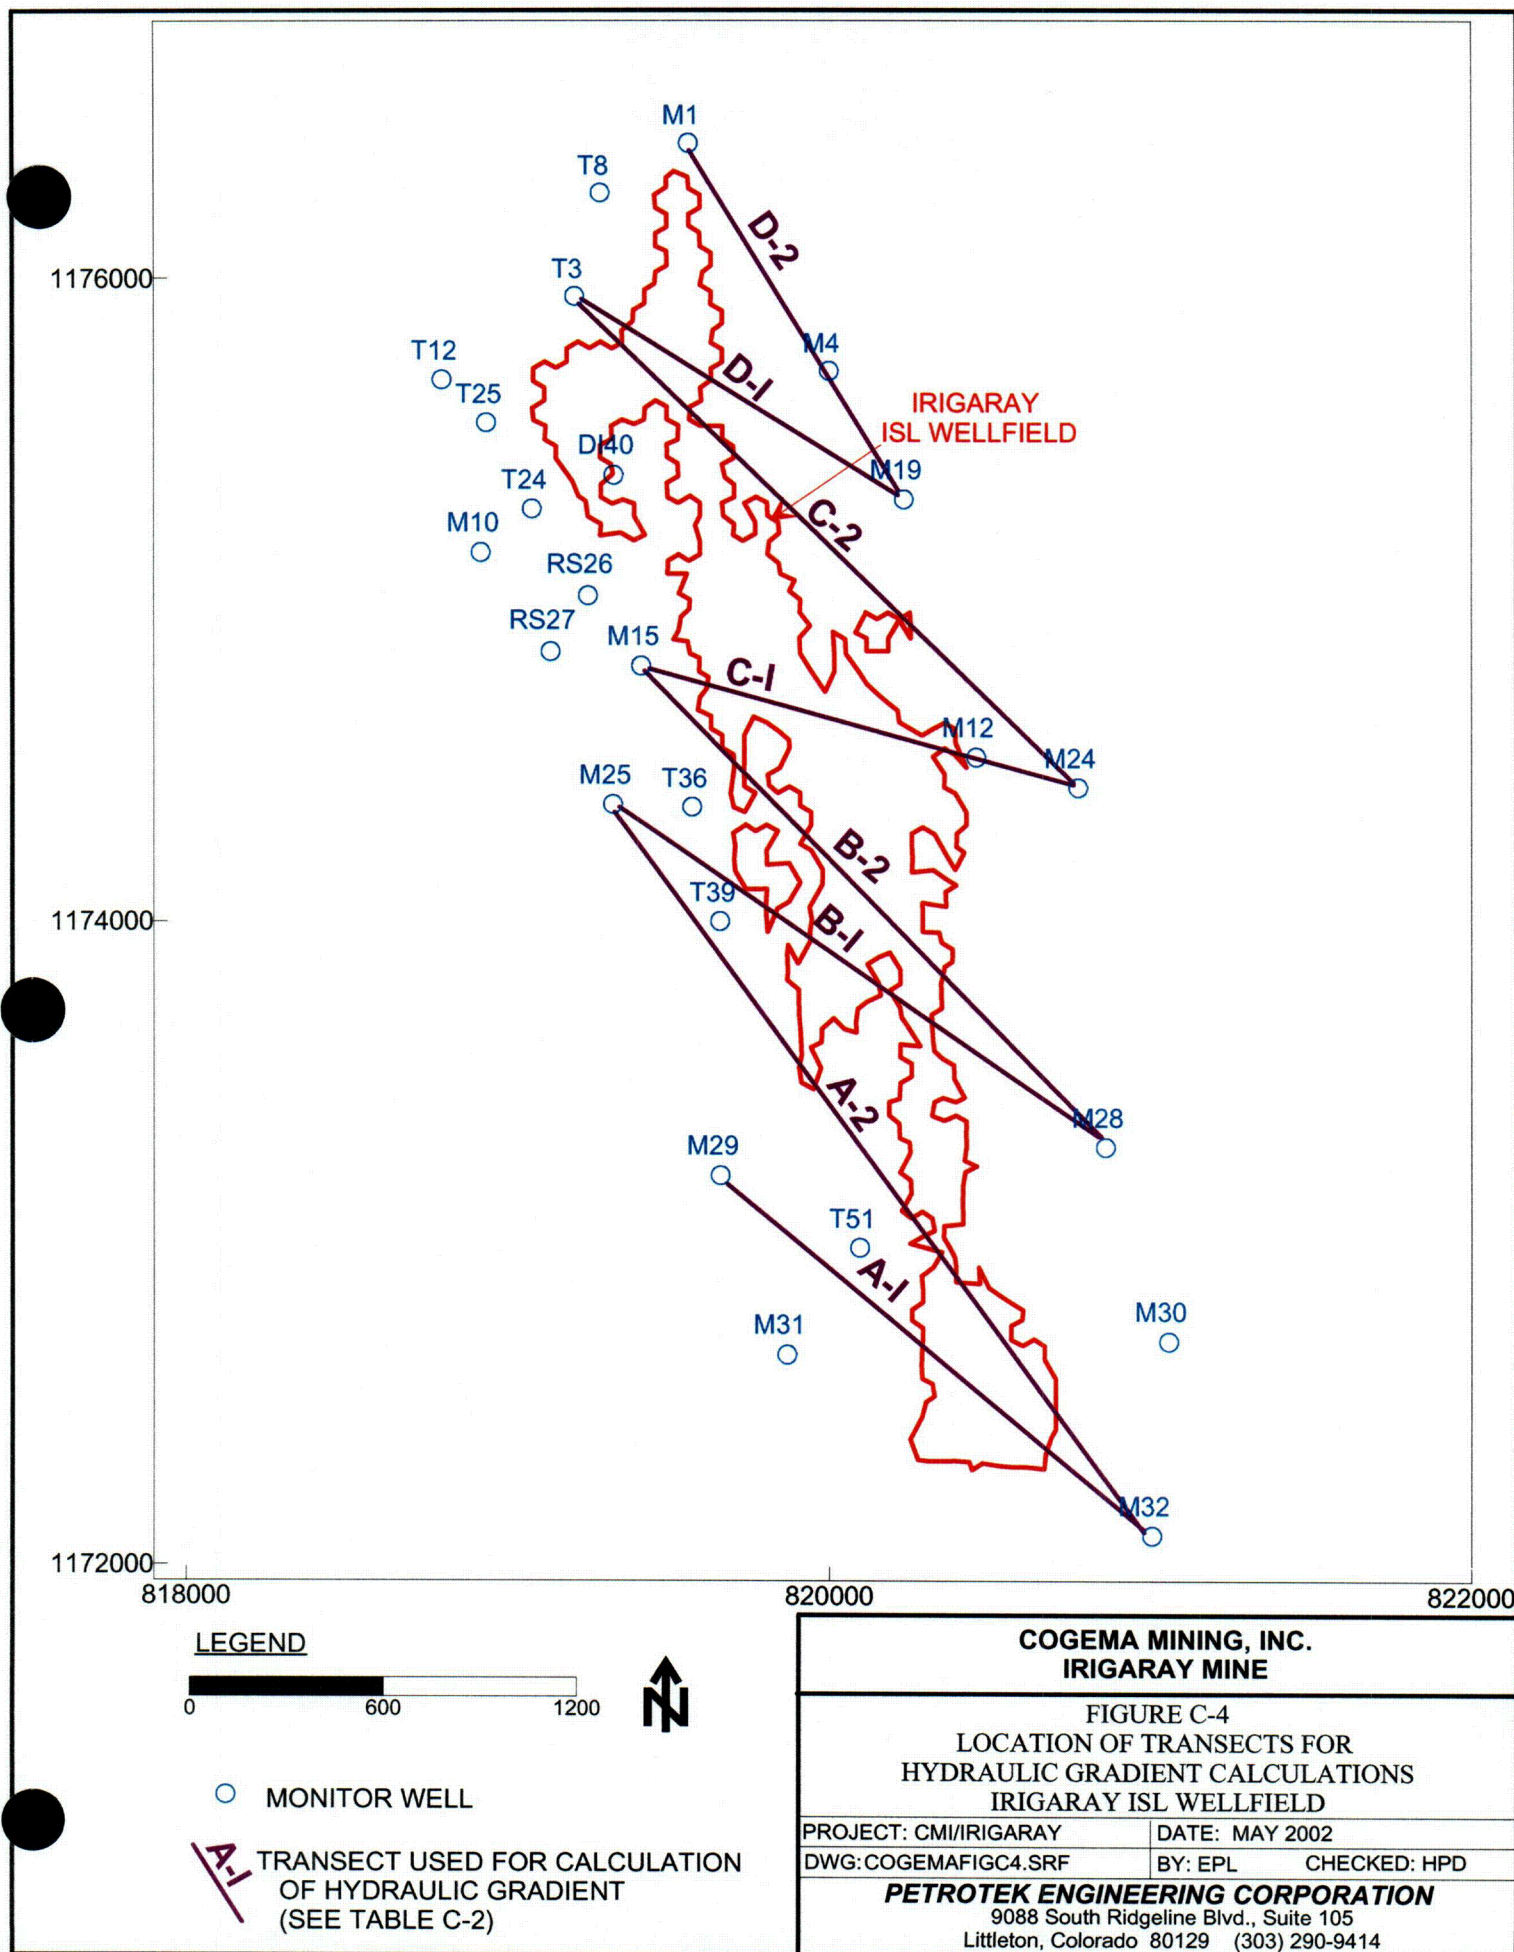 M1
T8
D-2
1176000
T3
M4
T12
D-1
T25
IRIGARAY
ISL WELLFIELD
DI40
M19
T24
M10
C-2
RS26
RS27
M15
C-1
M12
M24
M25
T36
B-2
T39
1174000
B-1
A-2
M28
M29
T51
A-1
M30
M31
M32
1172000
818000
820000
822000
LEGEND
0
600
1200
N
MONITOR WELL
A-1
TRANSECT USED FOR CALCULATION
OF HYDRAULIC GRADIENT
(SEE TABLE C-2)
COGEMA MINING, INC.
IRIGARAY MINE
FIGURE C-4
LOCATION OF TRANSECTS FOR
HYDRAULIC GRADIENT CALCULATIONS
IRIGARAY ISL WELLFIELD
PROJECT: CMI/IRIGARAY
DATE: MAY 2002
DWG:COGEMAFIGC4.SRF
BY: EPL CHECKED: HPD
PETROTEK ENGINEERING CORPORATION
9088 South Ridgeline Blvd., Suite 105
Littleton, Colorado 80129 (303) 290-9414